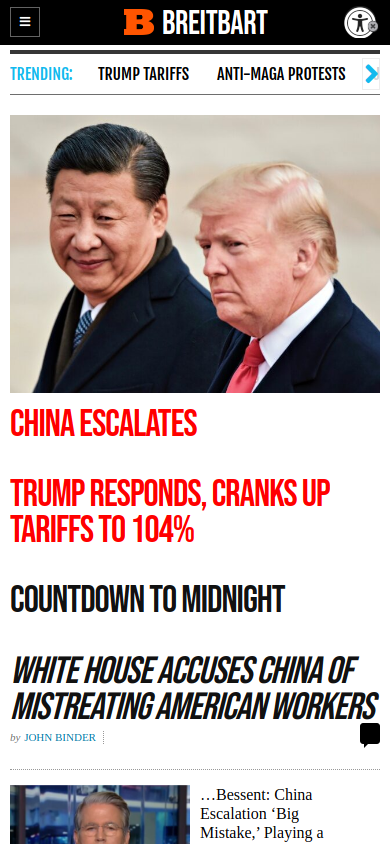 B BREITBART
TRENDING: TRUMP TARIFFS ANTI-MAGA PROTESTS
CHINA ESCALATES
TRUMP RESPONDS, CRANKS UP
TARIFFS TO 104%
COUNTDOWN TO MIDNIGHT
WHITE HOUSE ACCUSES CHINA OF
MISTREATING AMERICAN WORKERS
by JOHN BINDER
…Bessent: China
Escalation ‘Big
Mistake,’ Playing a